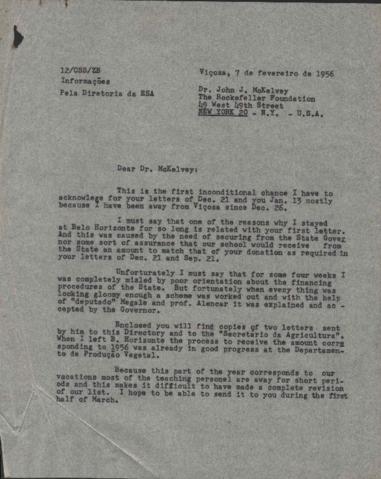 12/CSS/ZB
Informações
Pela Diretoria da ESA
Viçosa, 7 de fevereiro de 1956
Dr. John J. McKelvey
The Rockefeller Foundation
49 West 49th Street
NEW YORK 20 - N.Y. - U.S.A.
Dear Dr. McKelvey:
This is the first inconditional chance I have to
acknowlege for your letters of Dec. 21 and you Jan. 13 mostly
because I have been away from Viçosa since Dec. 26.
I must say that one of the reasons why I stayed
at Belo Horizonte for so long is related with your first letter.
And this was caused by the need of securing from the State Gover
nor some sort of assurance that our school would receive from
the State an amount to match that of your donation as required in
your letters of Dec. 21 and Sep. 21.
Unfortunately I must say that for some four weeks I
was completely misled by poor orientation about the financing
procedures of the State. But fortunately when every thing was
looking gloomy enough a scheme was worked out and with the help
of "deputado" Megale and prof. Alencar it was explained and ac-
cepted by the Governor.
Enclosed you will find copies of two letters sent
by him to this Directory and to the "Secretario da Agricultura".
When I left B. Horizonte the process to receive the amount corre
sponding to 1956 was already in good progress at the Departamen-
to da Produção Vegetal.
Because this part of the year corresponds to our
vacations most of the teaching personel are away for short peri-
ods and this makes it difficult to have made a complete revision
of our list. I hope to be able to send it to you during the first
half of March.